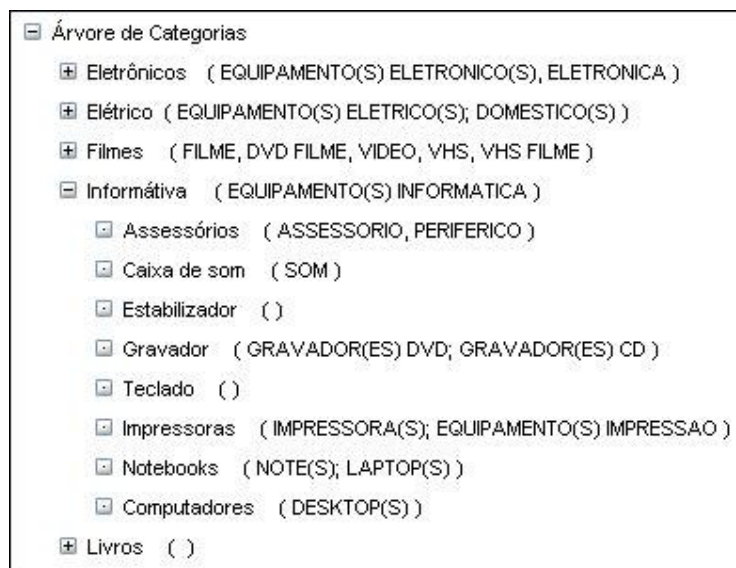 Árvore de Categorias
Eletrônicos ( EQUIPAMENTO(S) ELETRONICO(S), ELETRONICA )
Elétrico ( EQUIPAMENTO(S) ELETRICO(S); DOMESTICO(S) )
Filmes ( FILME, DVD FILME, VIDEO, VHS, VHS FILME )
Informátiva ( EQUIPAMENTO(S) INFORMATICA )
Assessórios ( ASSESSORIO, PERIFERICO )
Caixa de som ( SOM )
Estabilizador ( )
Gravador ( GRAVADOR(ES) DVD; GRAVADOR(ES) CD )
Teclado ( )
Impressoras ( IMPRESSORA(S); EQUIPAMENTO(S) IMPRESSAO )
Notebooks ( NOTE(S); LAPTOP(S) )
Computadores ( DESKTOP(S) )
Livros ( )